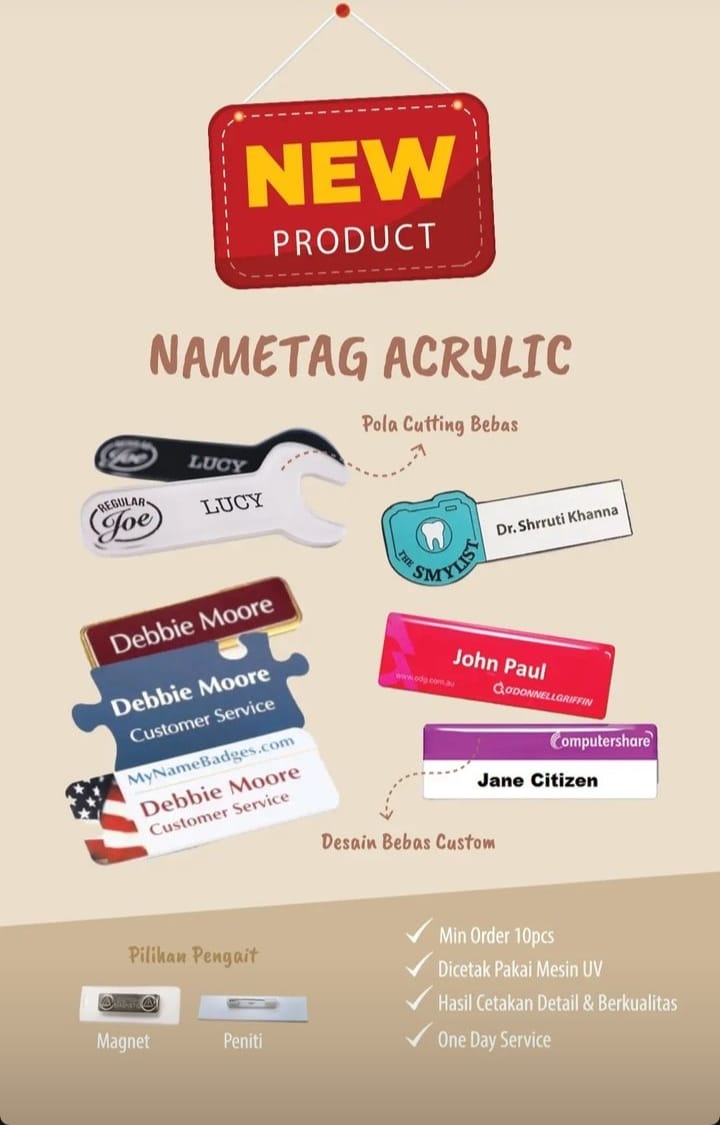 NEW
PRODUCT
NAMETAG ACRYLIC
Pola Cutting Bebas
LUCY
REGULAR
Joe
LUCY
Dr. Shrruti Khanna
THE
SMYLIST
Debbie Moore
Debbie Moore
Customer Service
MyNameBadges.com
Debbie Moore
Customer Service
John Paul
www.odg.com.au
O'DONNELLGRIFFIN
Computershare
Jane Citizen
Desain Bebas Custom
Pilihan Pengait
Magnet
Peniti
Min Order 10pcs
Dicetak Pakai Mesin UV
Hasil Cetakan Detail & Berkualitas
One Day Service